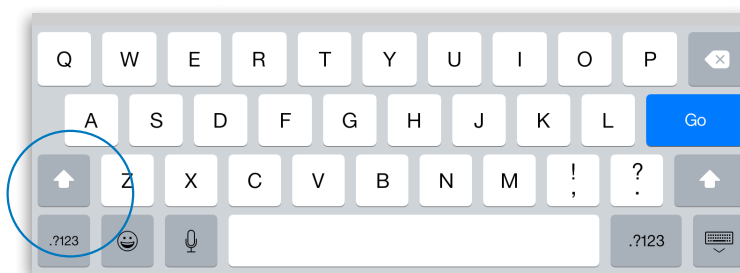 Q W E R T Y U I O P
A S D F G H J K L Go
Z X C V B N M ! , ? .
.?123 .?123